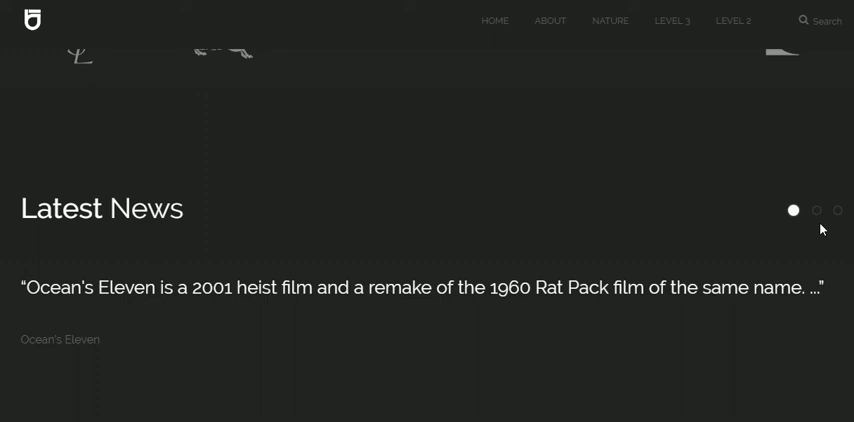 HOME ABOUT NATURE LEVEL 3 LEVEL 2 Search
Latest News
“Ocean's Eleven is a 2001 heist film and a remake of the 1960 Rat Pack film of the same name. ...”
Ocean's Eleven